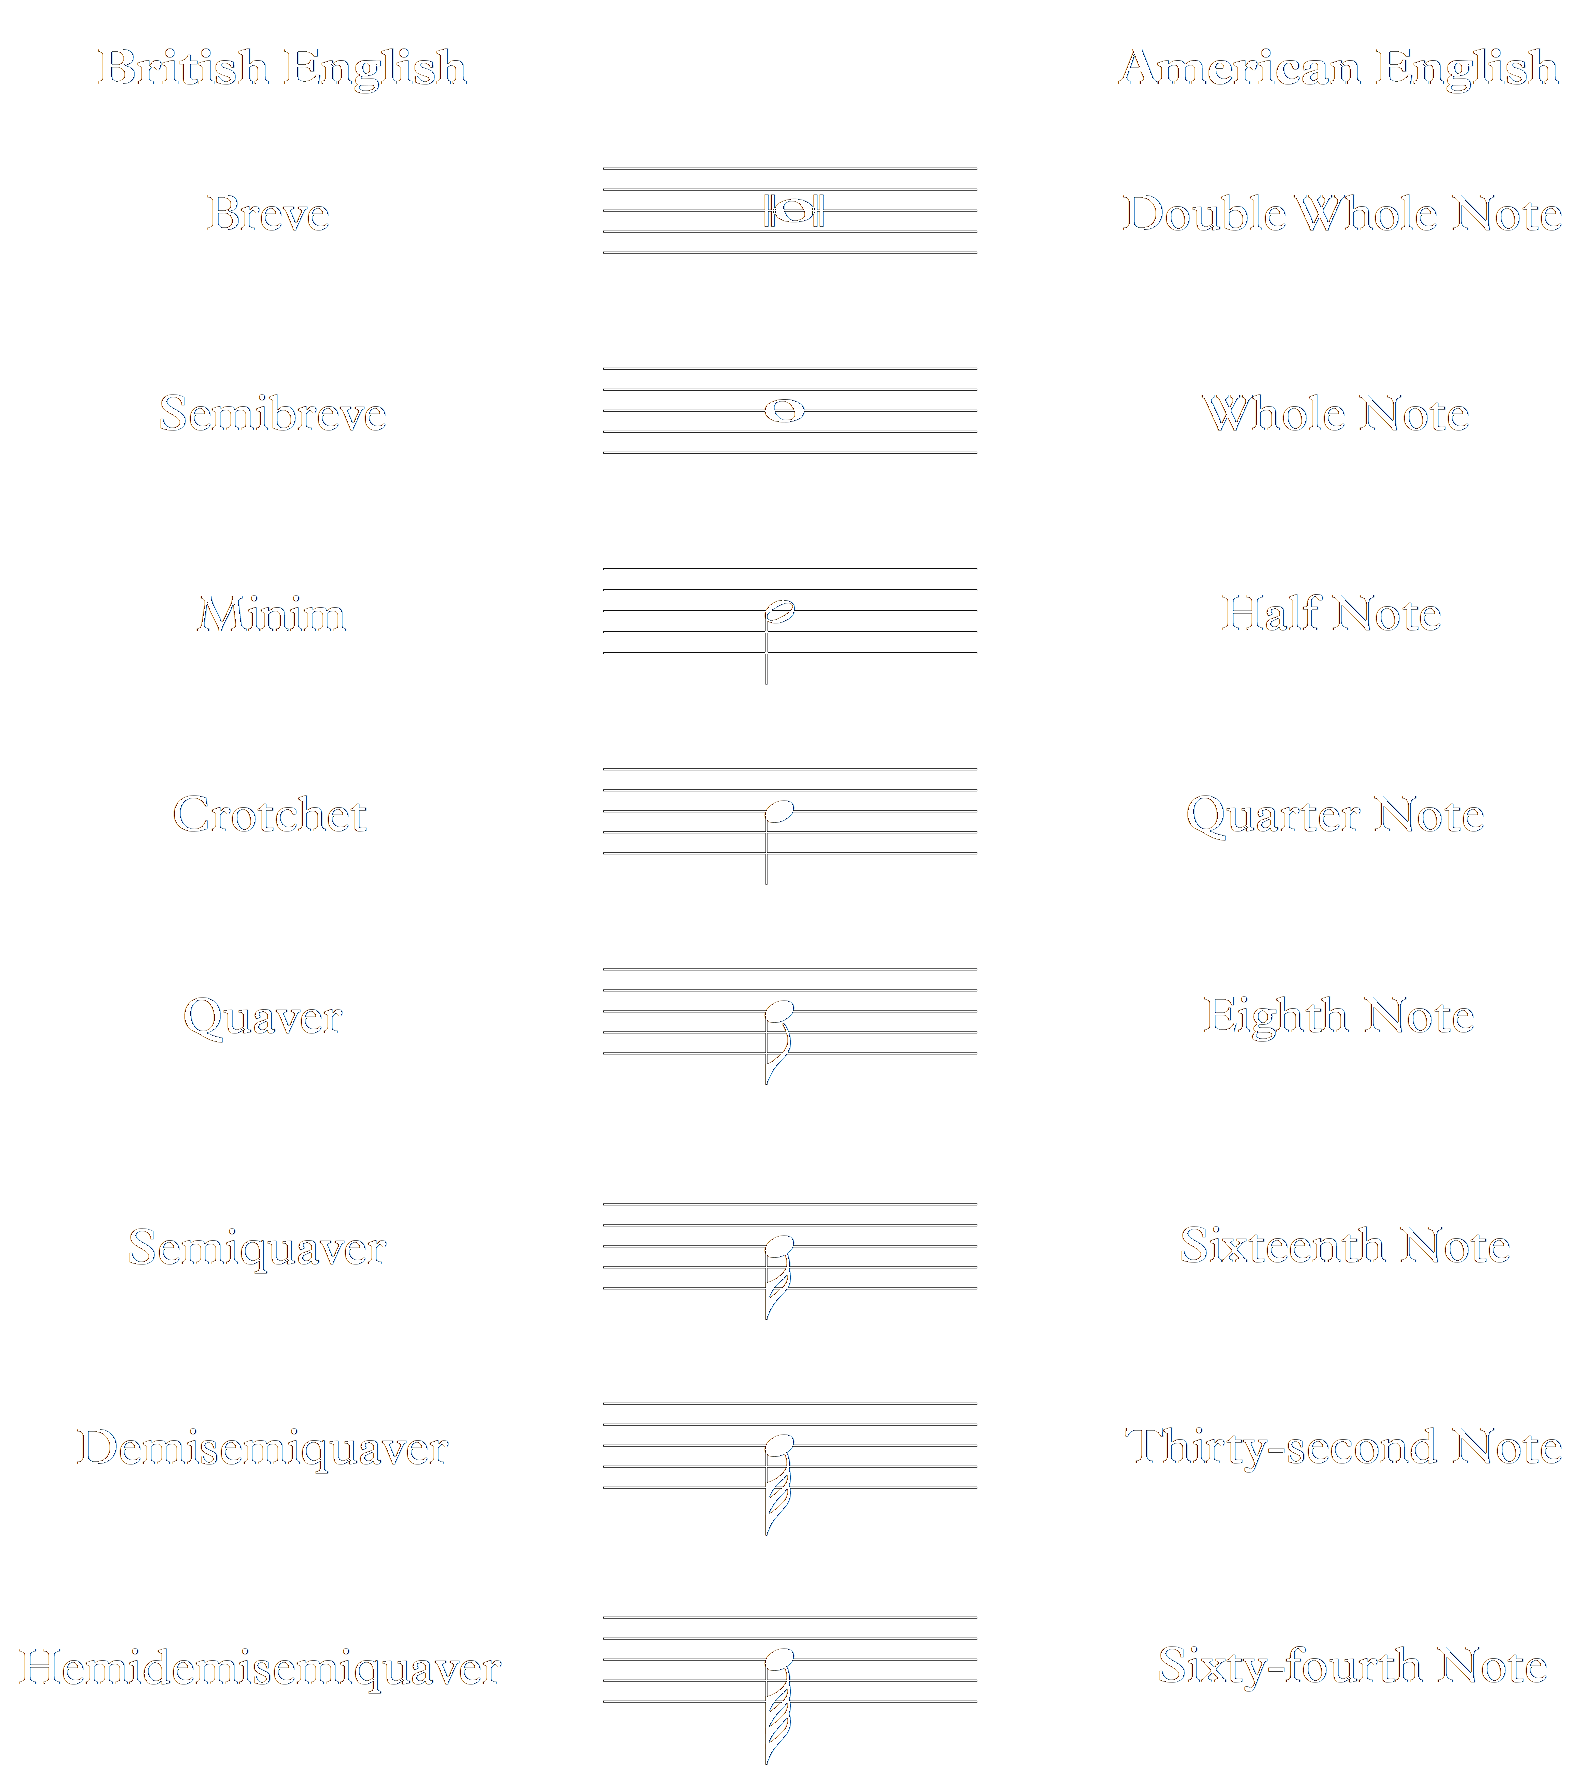 British English American English
Breve Double Whole Note
Semibreve Whole Note
Minim Half Note
Crotchet Quarter Note
Quaver Eighth Note
Semiquaver Sixteenth Note
Demisemiquaver Thirty-second Note
Hemidemisemiquaver Sixty-fourth Note